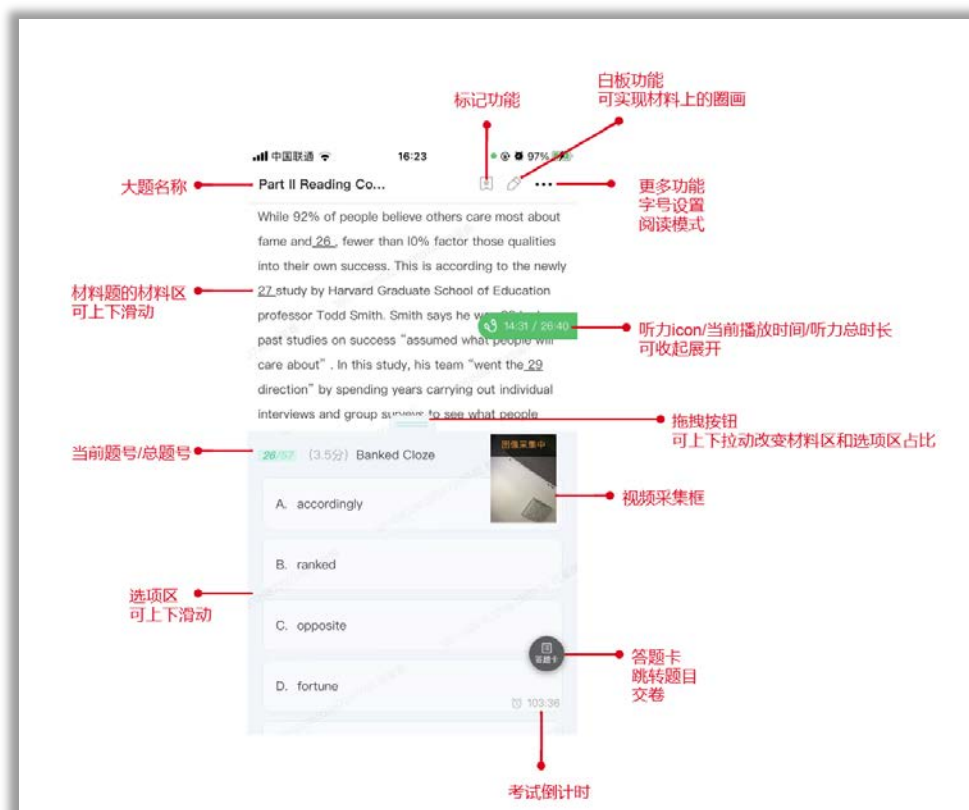 白板功能
可实现材料上的圈画
标记功能
中国联通
16:23
97%
大题名称
Part II Reading Co...
更多功能
字号设置
阅读模式
While 92% of people believe others care most about
fame and 26 , fewer than 10% factor those qualities
into their own success. This is according to the newly
材料题的材料区
可上下滑动
27 study by Harvard Graduate School of Education
professor Todd Smith. Smith says he
14:31 / 26:40
听力icon/当前播放时间/听力总时长
可收起展开
past studies on success “assumed what people will
care about” . In this study, his team “went the 29
direction” by spending years carrying out individual
interviews and group surveys to see what people
拖拽按钮
可上下拉动改变材料区和选项区占比
当前题号/总题号
26/57 (3.5分) Banked Cloze
图像采集中
视频采集框
A. accordingly
B. ranked
选项区
可上下滑动
C. opposite
答题卡
答题卡
跳转题目
交卷
D. fortune
103:36
考试倒计时